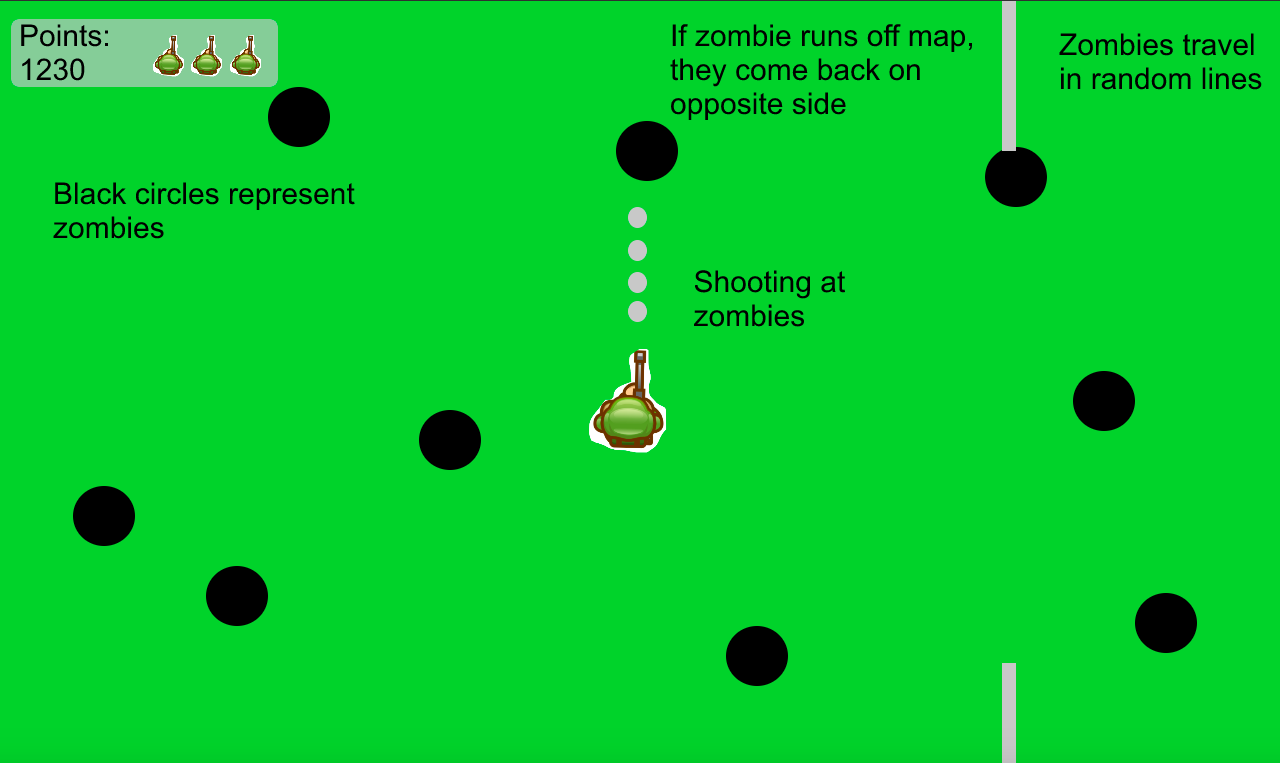 Points:
1230
If zombie runs off map,
they come back on
opposite side
Zombies travel
in random lines
Black circles represent
zombies
Shooting at
zombies